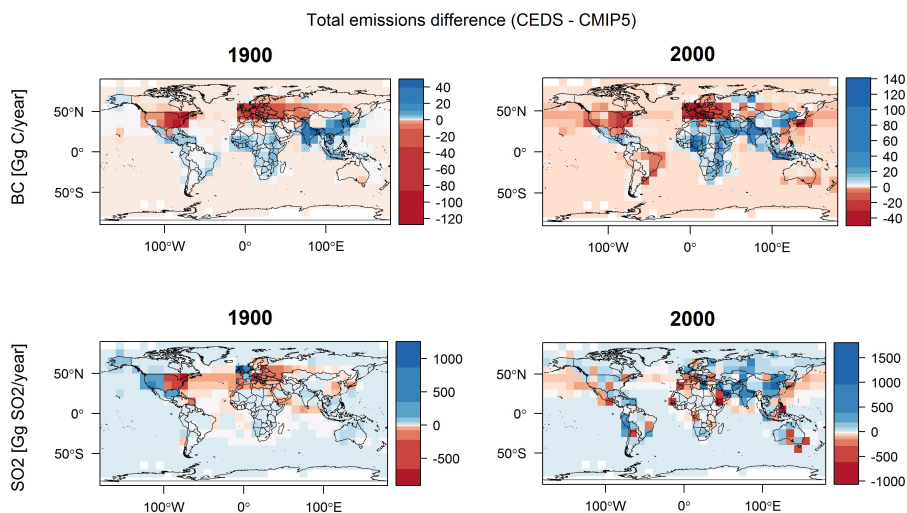 Total emissions difference (CEDS - CMIP5)
1900
2000
BC [Gg C/year]
50°N
0°
50°S
100°W
0°
100°E
40
20
0
-20
-40
-60
-80
-100
-120
50°N
0°
50°S
100°W
0°
100°E
140
120
100
80
60
40
20
0
-20
-40
1900
2000
SO2 [Gg SO2/year]
50°N
0°
50°S
100°W
0°
100°E
1000
500
0
-500
50°N
0°
50°S
100°W
0°
100°E
1500
1000
500
0
-500
-1000